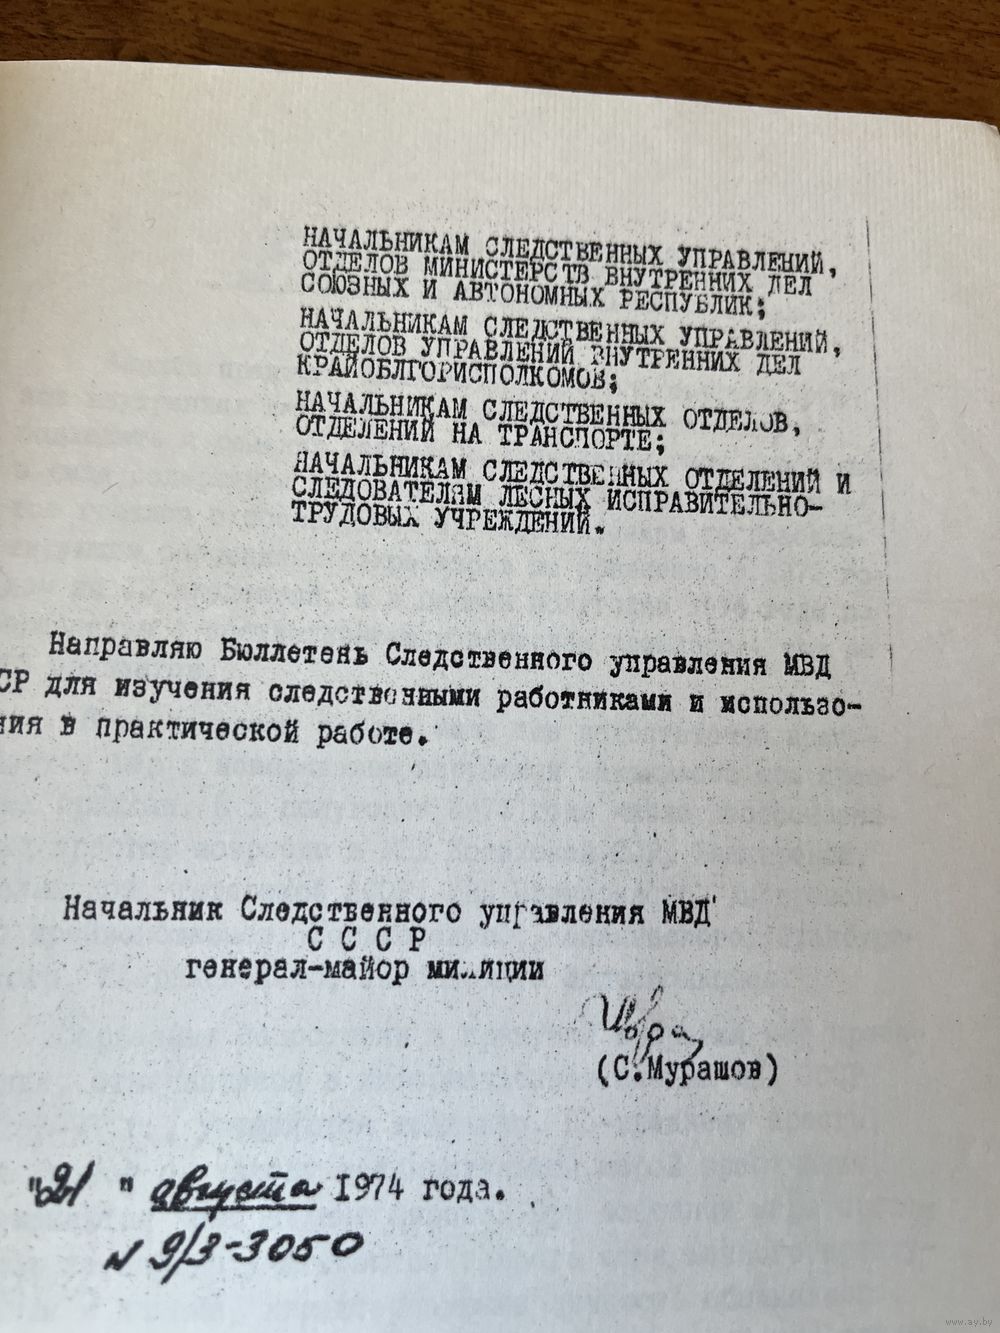 НАЧАЛЬНИКАМ СЛЕДСТВЕННЫХ УПРАВЛЕНИЙ,
ОТДЕЛОВ МИНИСТЕРСТВ ВНУТРЕННИХ ДЕЛ
СОЮЗНЫХ И АВТОНОМНЫХ РЕСПУБЛИК;
НАЧАЛЬНИКАМ СЛЕДСТВЕННЫХ УПРАВЛЕНИЙ,
ОТДЕЛОВ УПРАВЛЕНИЙ ВНУТРЕННИХ ДЕЛ
КРАЙОБЛГОРИСПОЛКОМОВ;
НАЧАЛЬНИКАМ СЛЕДСТВЕННЫХ ОТДЕЛОВ,
ОТДЕЛЕНИЙ НА ТРАНСПОРТЕ;
НАЧАЛЬНИКАМ СЛЕДСТВЕННЫХ ОТДЕЛЕНИЙ И
СЛЕДОВАТЕЛЯМ ЛЕСНЫХ ИСПРАВИТЕЛЬНО-
ТРУДОВЫХ УЧРЕЖДЕНИЙ.
Направляю Бюллетень Следственного управления МВД
СР для изучения следственными работниками и использо-
ния в практической работе.
Начальник Следственного управления МВД
С С С Р
генерал-майор милиции
(С.Мурашов)
"21" августа 1974 года.
№ 9/3-3050
www.ay.by